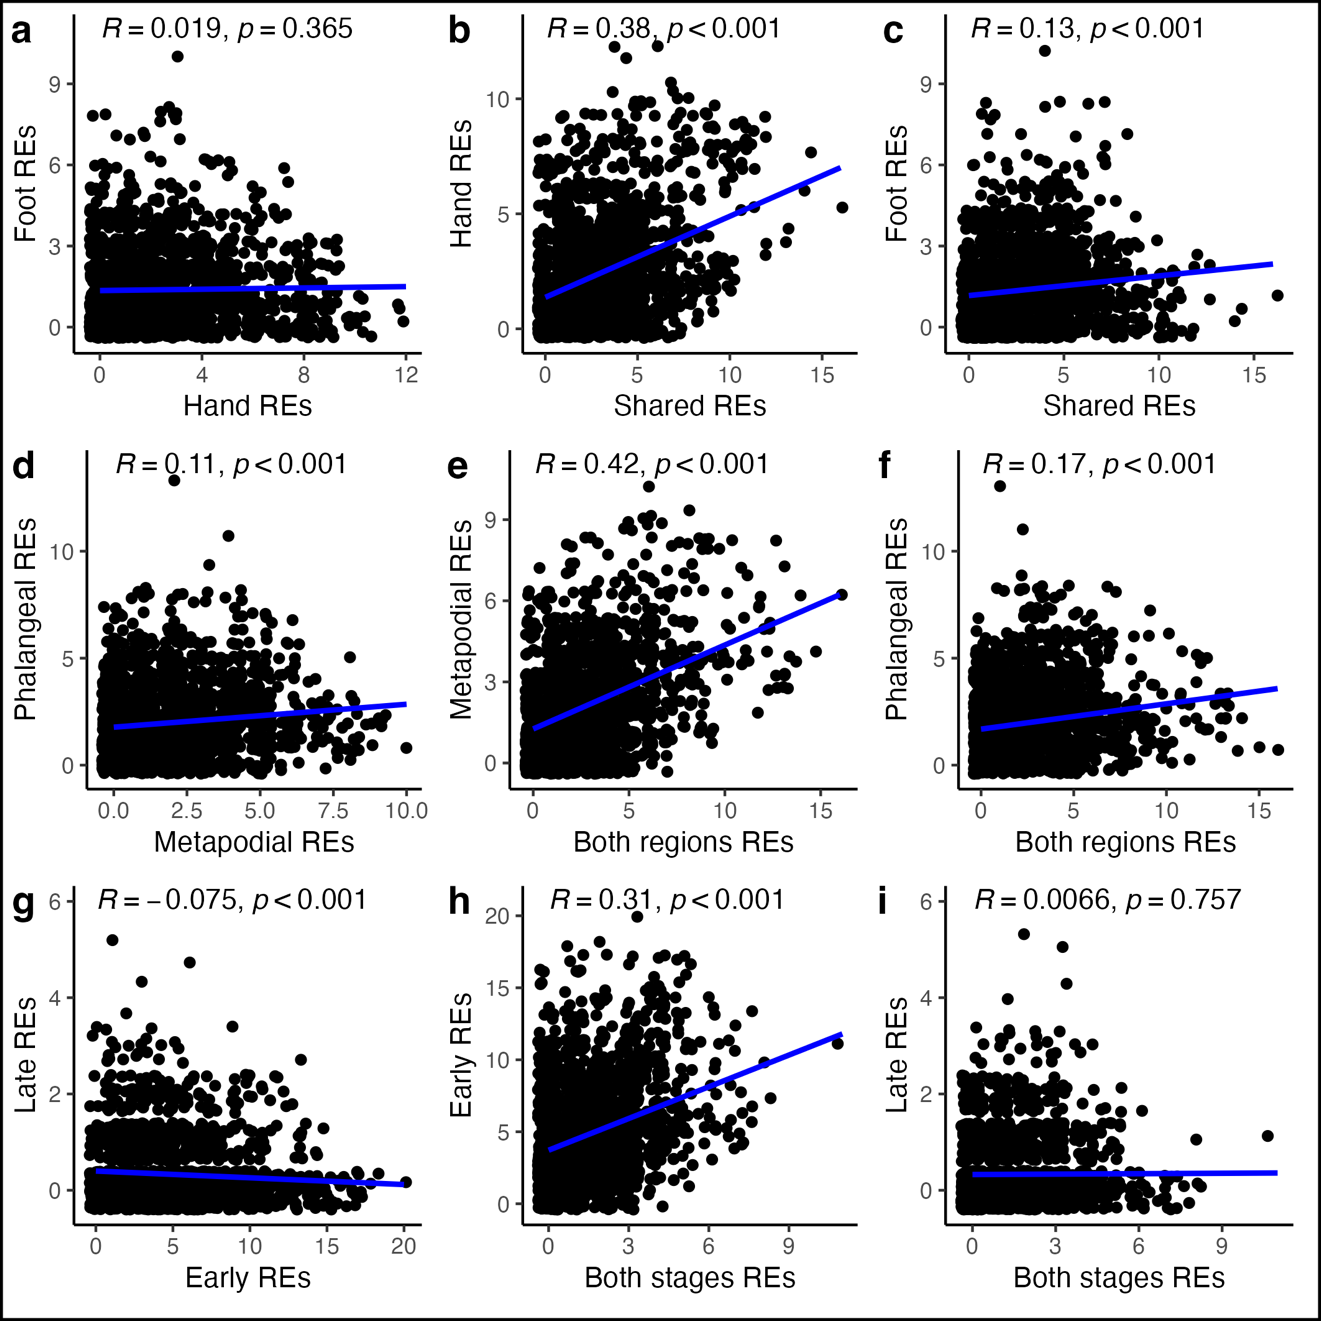 a
R = 0.019, p = 0.365
Foot REs
9
6
3
0
0 4 8 12
Hand REs
b
R = 0.38, p < 0.001
Hand REs
10
5
0
0 5 10 15
Shared REs
c
R = 0.13, p < 0.001
Foot REs
9
6
3
0
0 5 10 15
Shared REs
d
R = 0.11, p < 0.001
Phalangeal REs
10
5
0
0.0 2.5 5.0 7.5 10.0
Metapodial REs
e
R = 0.42, p < 0.001
Metapodial REs
9
6
3
0
0 5 10 15
Both regions REs
f
R = 0.17, p < 0.001
Phalangeal REs
10
5
0
0 5 10 15
Both regions REs
g
R = −0.075, p < 0.001
Late REs
6
4
2
0
0 5 10 15 20
Early REs
h
R = 0.31, p < 0.001
Early REs
20
15
10
5
0
0 3 6 9
Both stages REs
i
R = 0.0066, p = 0.757
Late REs
6
4
2
0
0 3 6 9
Both stages REs